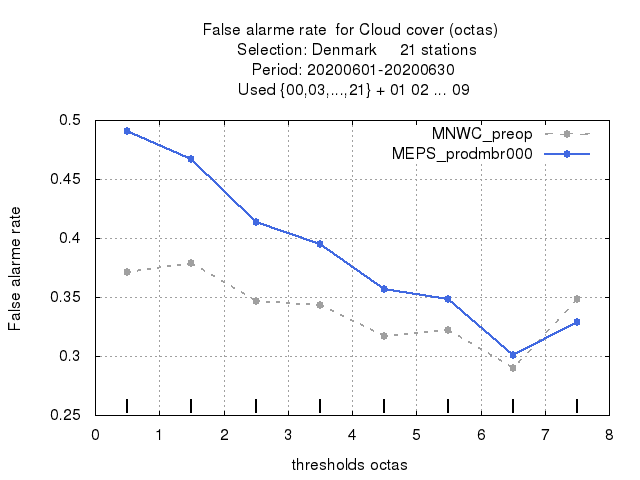 False alarme rate  for Cloud cover (octas)
Selection: Denmark     21 stations
Period: 20200601-20200630
Used {00,03,...,21} + 01 02 ... 09
MNWC_preop
MEPS_prodmbr000
0.5
0.45
0.4
0.35
0.3
0.25
False alarme rate
0 1 2 3 4 5 6 7 8
thresholds octas